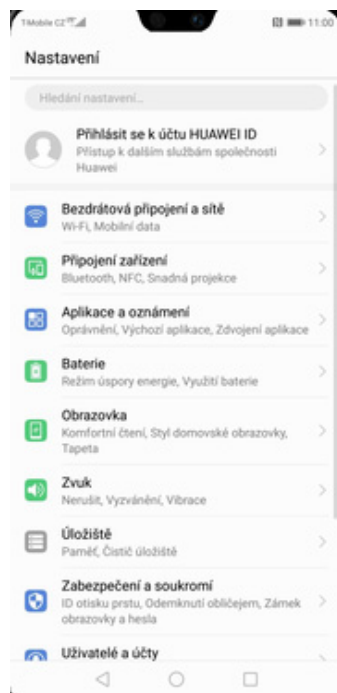 T-Mobile CZ
11:00
Nastavení
Hledání nastavení...
Přihlásit se k účtu HUAWEI ID
Přístup k dalším službám společnosti
Huawei
Bezdrátová připojení a sítě
Wi-Fi, Mobilní data
Připojení zařízení
Bluetooth, NFC, Snadná projekce
Aplikace a oznámení
Oprávnění, Výchozí aplikace, Zdvojení aplikace
Baterie
Režim úspory energie, Využití baterie
Obrazovka
Komfortní čtení, Styl domovské obrazovky,
Tapeta
Zvuk
Nerušit, Vyzvánění, Vibrace
Úložiště
Paměť, Čistič úložiště
Zabezpečení a soukromí
ID otisku prstu, Odemknutí obličejem, Zámek
obrazovky a hesla
Uživatelé a účty